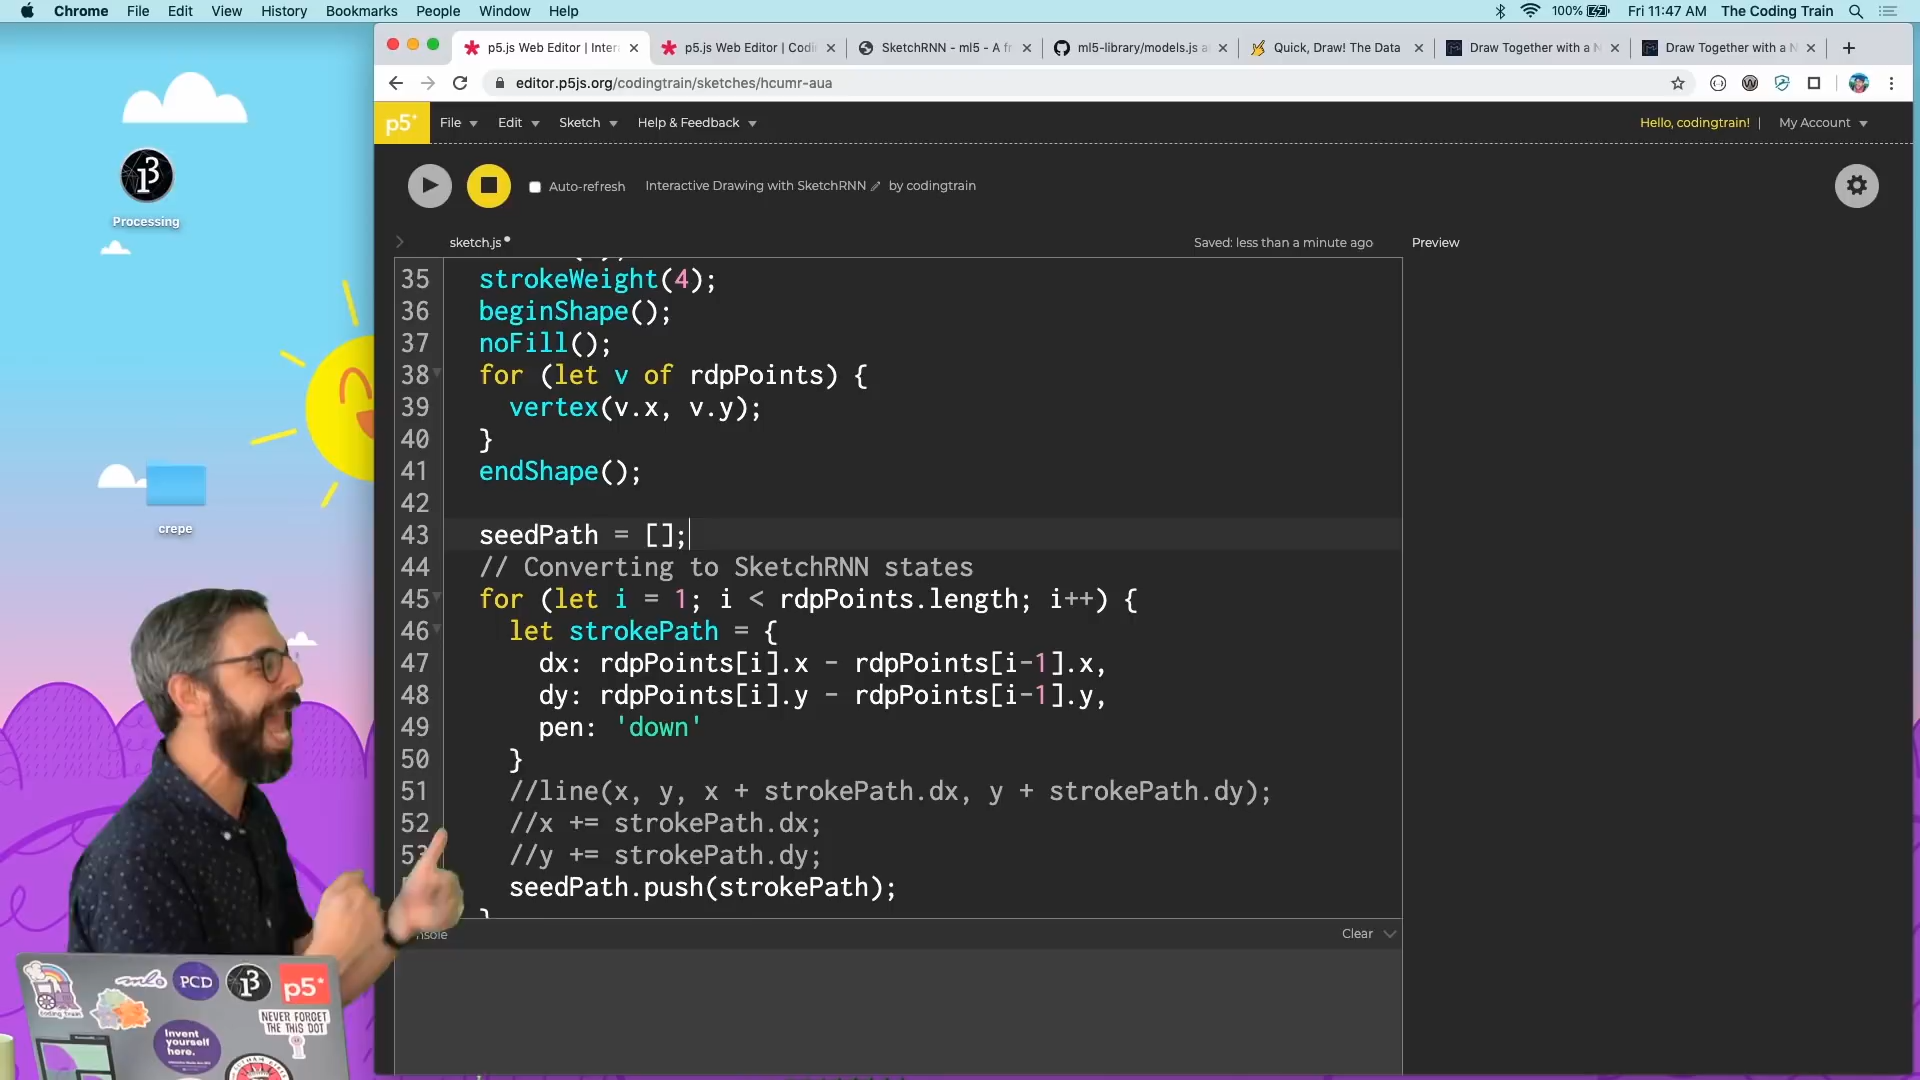 Chrome File Edit View History Bookmarks People Window Help
100% Fri 11:47 AM The Coding Train
p5.js Web Editor | Inter
p5.js Web Editor | Codi
SketchRNN - ml5 - A fr
ml5-library/models.js a
Quick, Draw! The Data
Draw Together with a N
Draw Together with a N
editor.p5js.org/codingtrain/sketches/hcumr-aua
p5* File Edit Sketch Help & Feedback
Hello, codingtrain! | My Account
Auto-refresh Interactive Drawing with SketchRNN by codingtrain
sketch.js
Saved: less than a minute ago
Preview
35 strokeWeight(4);
36 beginShape();
37 noFill();
38 for (let v of rdpPoints) {
39 vertex(v.x, v.y);
40 }
41 endShape();
42
43 seedPath = [];
44 // Converting to SketchRNN states
45 for (let i = 1; i < rdpPoints.length; i++) {
46 let strokePath = {
47 dx: rdpPoints[i].x - rdpPoints[i-1].x,
48 dy: rdpPoints[i].y - rdpPoints[i-1].y,
49 pen: 'down'
50 }
51 //line(x, y, x + strokePath.dx, y + strokePath.dy);
52 //x += strokePath.dx;
53 //y += strokePath.dy;
seedPath.push(strokePath);
}
nsole
Clear
Processing
crepe
coding train
ml5
PCD
p5*
NEVER FORGET
THE THIS DOT
Invent
yourself
here.